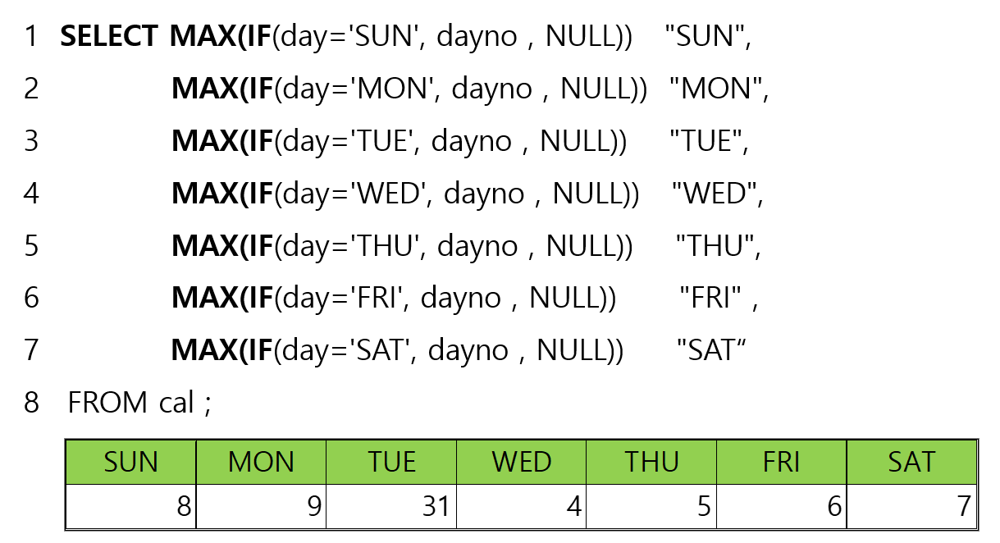 1 SELECT MAX(IF(day='SUN', dayno , NULL)) "SUN",
2 MAX(IF(day='MON', dayno , NULL)) "MON",
3 MAX(IF(day='TUE', dayno , NULL)) "TUE",
4 MAX(IF(day='WED', dayno , NULL)) "WED",
5 MAX(IF(day='THU', dayno , NULL)) "THU",
6 MAX(IF(day='FRI', dayno , NULL)) "FRI" ,
7 MAX(IF(day='SAT', dayno , NULL)) "SAT“
8 FROM cal ;
SUN MON TUE WED THU FRI SAT
8 9 31 4 5 6 7